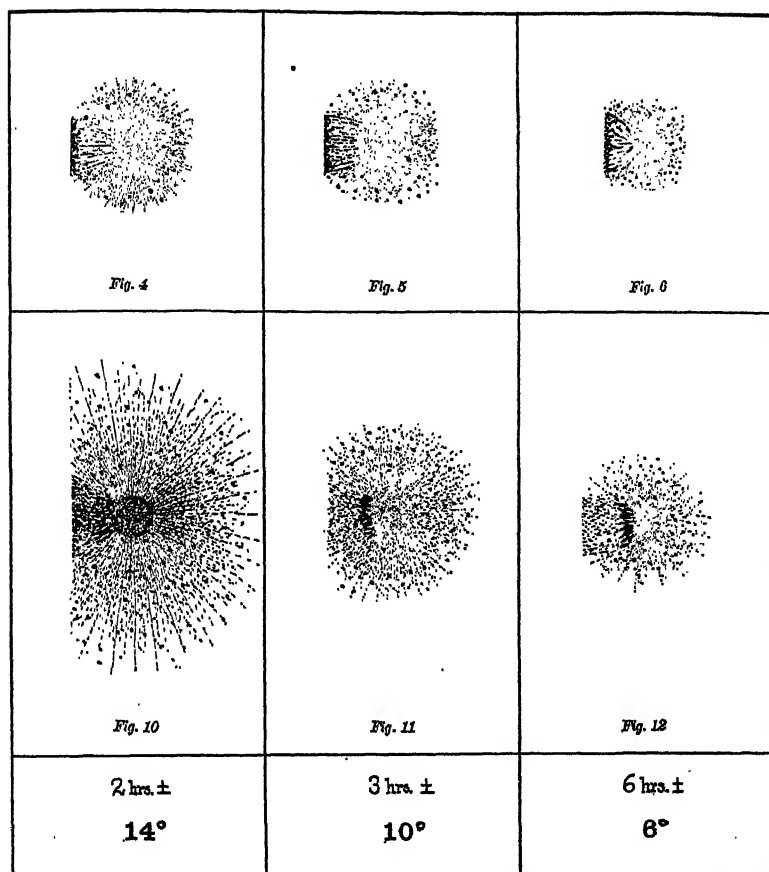 Fig. 4
Fig. 5
Fig. 6
Fig. 10
Fig. 11
Fig. 12
2 hrs. ±
3 hrs. ±
6 hrs. ±
14°
10°
6°